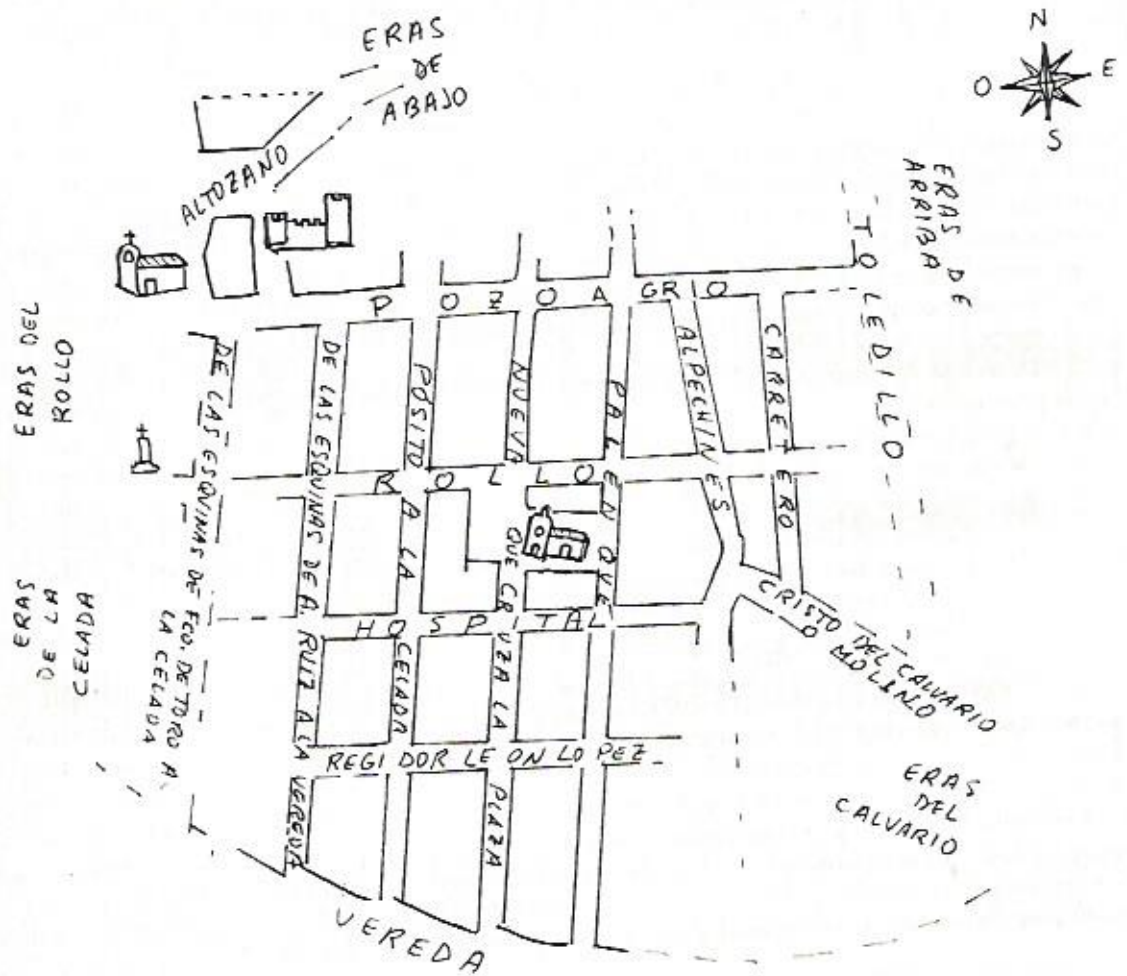 ERAS
DE
ABAJO
N
O
E
S
ALTOZANO
ERAS DE
ARRIBA
TOLEDILLO
POZO AGRIO
ERAS DEL
ROLLO
DE LAS ESQUINAS DE FCO. DE TORO A
LA CELADA
DE LAS ESQUINAS DE A. RUIZ A LA VEREDA
POSITO A LA CELADA
NUEVA QUE CRUZA LA PLAZA
PALENQUE
ALPECHINES
CARRETERO
ROLLO
ERAS
DE LA
CELADA
HOSPITAL
CRISTO DEL CALVARIO
O
MOLINO
REGIDOR LEON LOPEZ
ERAS
DEL
CALVARIO
VEREDA